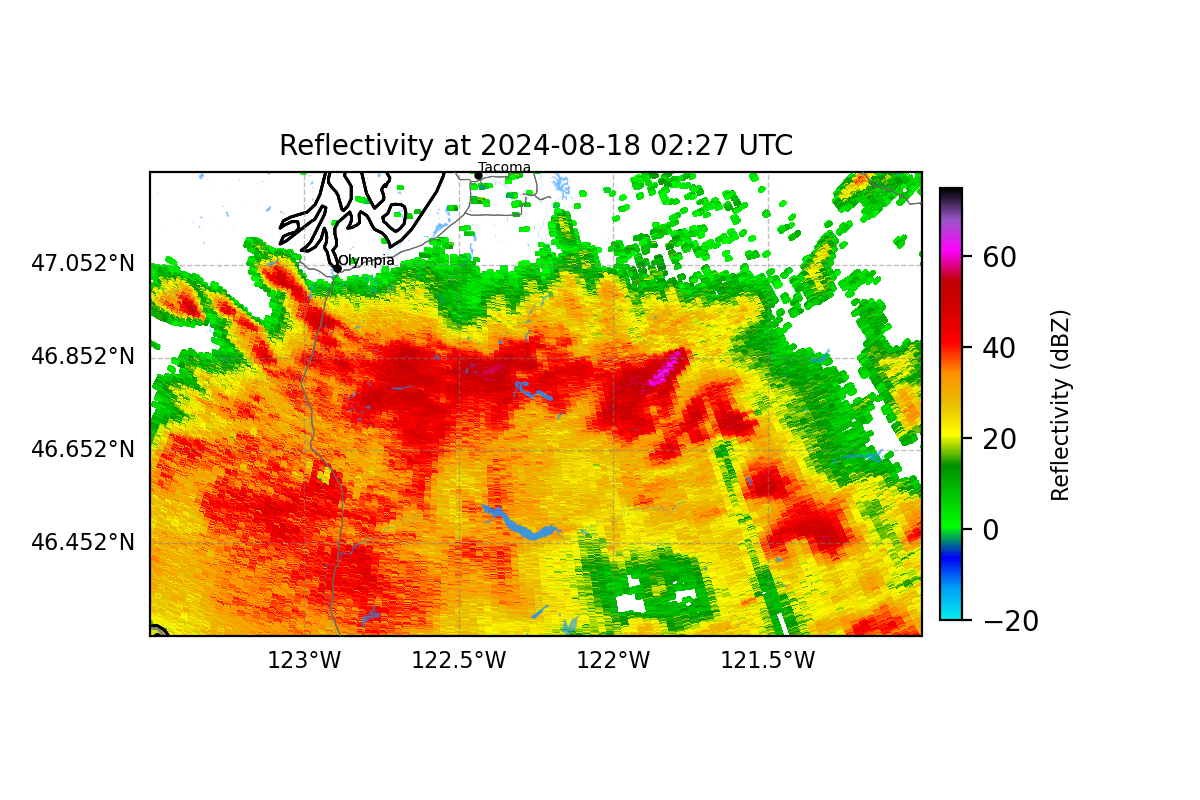 Reflectivity at 2024-08-18 02:27 UTC
Tacoma
Olympia
47.052°N
46.852°N
46.652°N
46.452°N
123°W 122.5°W 122°W 121.5°W
60
40
20
0
−20
Reflectivity (dBZ)